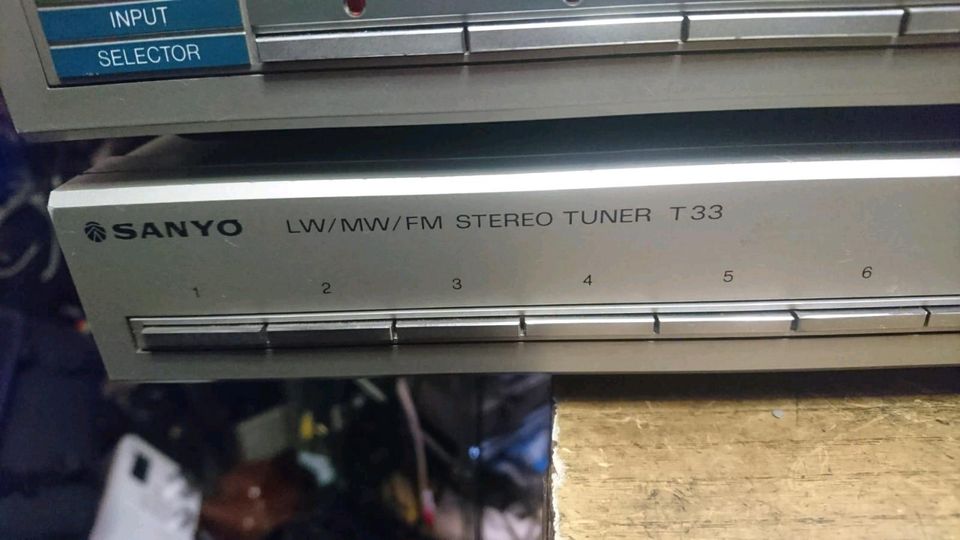 INPUT
SELECTOR
SANYO LW/MW/FM STEREO TUNER T33
1 2 3 4 5 6